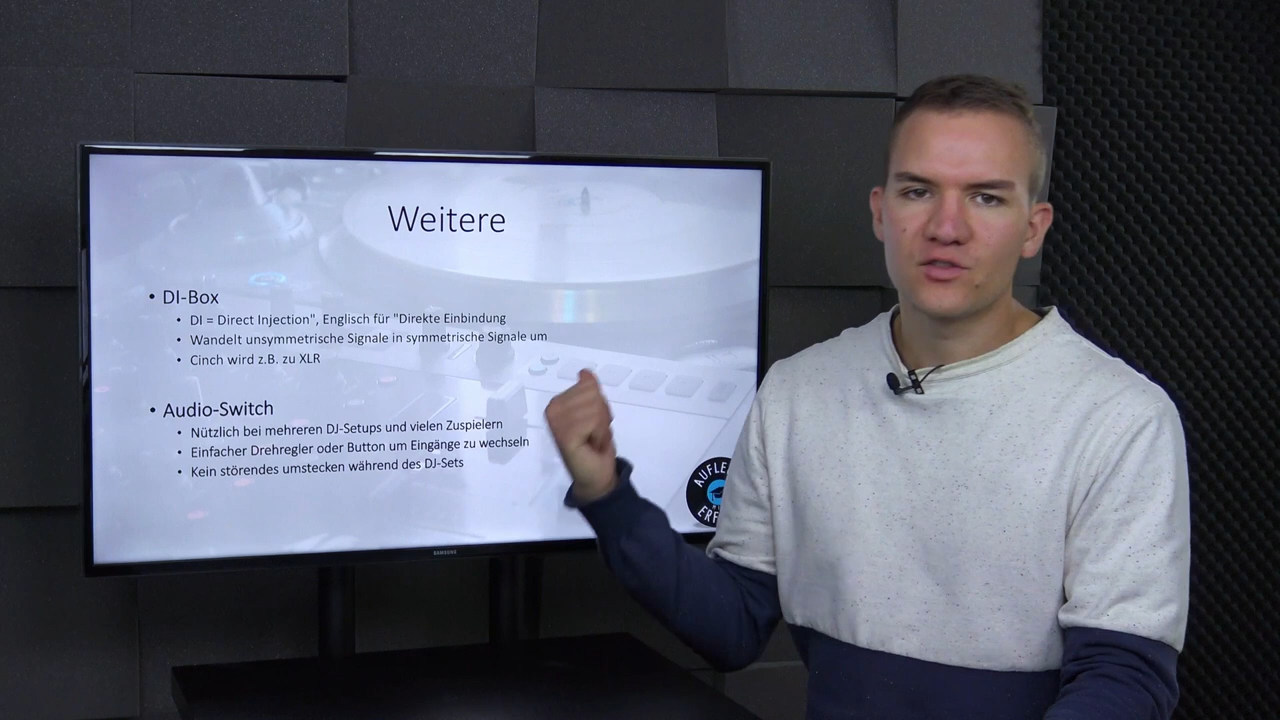 Weitere
• DI-Box
• DI = Direct Injection", Englisch für "Direkte Einbindung
• Wandelt unsymmetrische Signale in symmetrische Signale um
• Cinch wird z.B. zu XLR
• Audio-Switch
• Nützlich bei mehreren DJ-Setups und vielen Zuspielern
• Einfacher Drehregler oder Button um Eingänge zu wechseln
• Kein störendes umstecken während des DJ-Sets
SAMSUNG